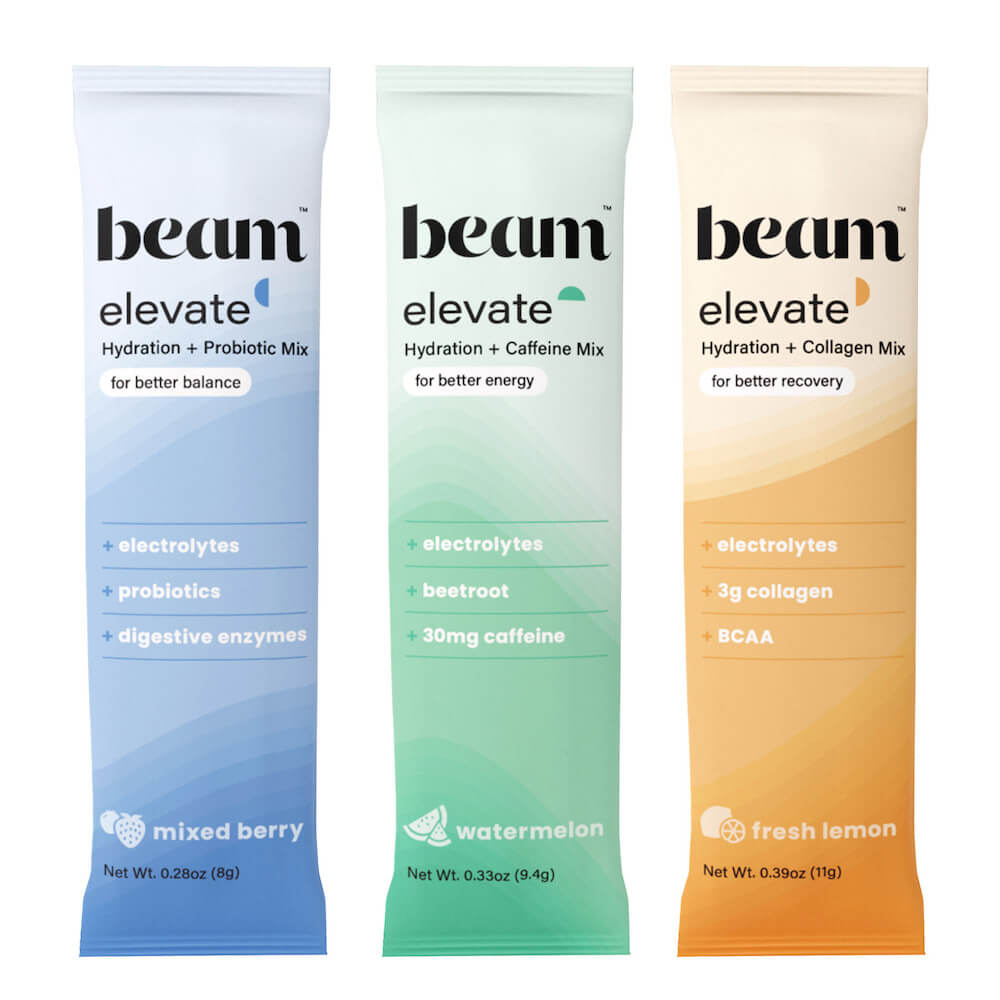 beam™
elevate
Hydration + Probiotic Mix
for better balance
+ electrolytes
+ probiotics
+ digestive enzymes
mixed berry
Net Wt. 0.28oz (8g)
beam™
elevate
Hydration + Caffeine Mix
for better energy
+ electrolytes
+ beetroot
+ 30mg caffeine
watermelon
Net Wt. 0.33oz (9.4g)
beam™
elevate
Hydration + Collagen Mix
for better recovery
+ electrolytes
+ 3g collagen
+ BCAA
fresh lemon
Net Wt. 0.39oz (11g)